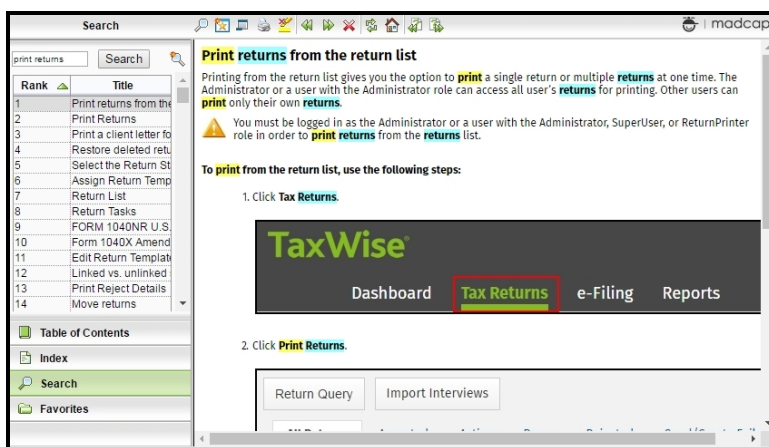 Search
madcap
print returns
Search
Rank Title
1 Print returns from the
2 Print Returns
3 Print a client letter fo
4 Restore deleted retu
5 Select the Return St
6 Assign Return Temp
7 Return List
8 Return Tasks
9 FORM 1040NR U.S.
10 Form 1040X Amend
11 Edit Return Templat
12 Linked vs. unlinked
13 Print Reject Details
14 Move returns
Table of Contents
Index
Search
Favorites
Print returns from the return list
Printing from the return list gives you the option to print a single return or multiple returns at one time. The
Administrator or a user with the Administrator role can access all user's returns for printing. Other users can
print only their own returns.
You must be logged in as the Administrator or a user with the Administrator, SuperUser, or ReturnPrinter
role in order to print returns from the returns list.
To print from the return list, use the following steps:
1. Click Tax Returns.
TaxWise
Dashboard Tax Returns e-Filing Reports
2. Click Print Returns.
Return Query Import Interviews